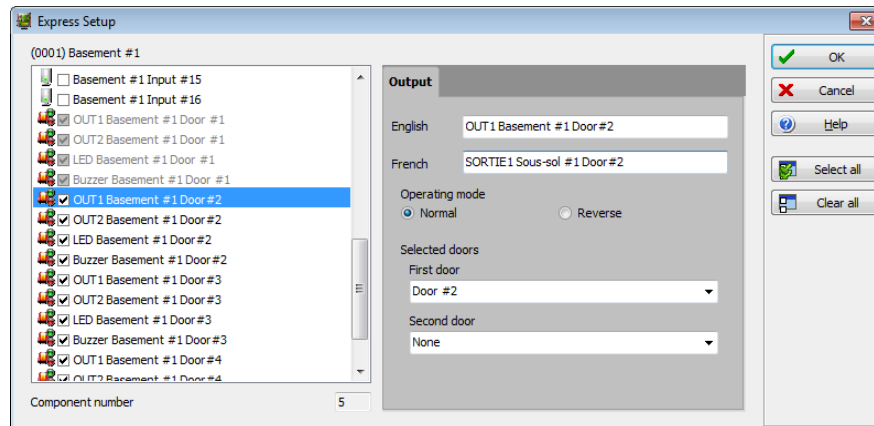 Express Setup
(0001) Basement #1
Basement #1 Input #15
Basement #1 Input #16
OUT1 Basement #1 Door #1
OUT2 Basement #1 Door #1
LED Basement #1 Door #1
Buzzer Basement #1 Door #1
OUT1 Basement #1 Door#2
OUT2 Basement #1 Door#2
LED Basement #1 Door#2
Buzzer Basement #1 Door#2
OUT1 Basement #1 Door#3
OUT2 Basement #1 Door#3
LED Basement #1 Door#3
Buzzer Basement #1 Door#3
OUT1 Basement #1 Door#4
OUT2 Basement #1 Door#4
Component number 5
Output
English OUT1 Basement #1 Door#2
French SORTIE1 Sous-sol #1 Door#2
Operating mode
Normal Reverse
Selected doors
First door
Door #2
Second door
None
OK
Cancel
Help
Select all
Clear all